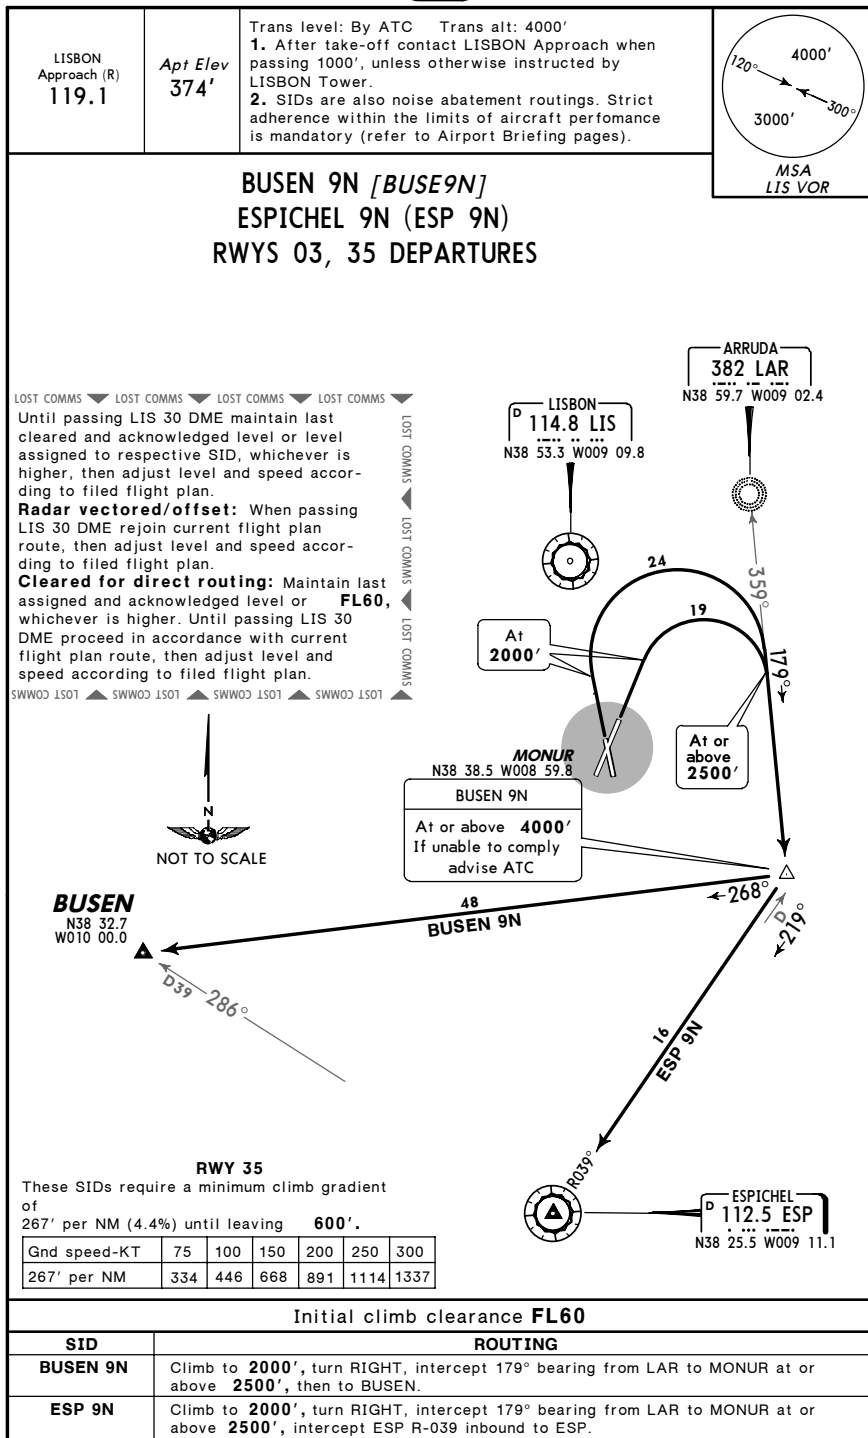 LISBON
Approach (R)
119.1
Apt Elev
374'
Trans level: By ATC Trans alt: 4000'
1. After take-off contact LISBON Approach when
passing 1000', unless otherwise instructed by
LISBON Tower.
2. SIDs are also noise abatement routings. Strict
adherence within the limits of aircraft perfomance
is mandatory (refer to Airport Briefing pages).
120°
4000'
3000'
300°
MSA
LIS VOR
BUSEN 9N [BUSE9N]
ESPICHEL 9N (ESP 9N)
RWYS 03, 35 DEPARTURES
LOST COMMS LOST COMMS LOST COMMS LOST COMMS
Until passing LIS 30 DME maintain last
cleared and acknowledged level or level
assigned to respective SID, whichever is
higher, then adjust level and speed accor-
ding to filed flight plan.
Radar vectored/offset: When passing
LIS 30 DME rejoin current flight plan
route, then adjust level and speed accor-
ding to filed flight plan.
Cleared for direct routing: Maintain last
assigned and acknowledged level or FL60,
whichever is higher. Until passing LIS 30
DME proceed in accordance with current
flight plan route, then adjust level and
speed according to filed flight plan.
LOST COMMS LOST COMMS LOST COMMS
LOST COMMS LOST COMMS LOST COMMS LOST COMMS
ARRUDA
382 LAR
N38 59.7 W009 02.4
LISBON
D 114.8 LIS
N38 53.3 W009 09.8
24
19
359°
179°
At
2000'
At or
above
2500'
MONUR
N38 38.5 W008 59.8
BUSEN 9N
At or above 4000'
If unable to comply
advise ATC
N
NOT TO SCALE
BUSEN
N38 32.7
W010 00.0
48
BUSEN 9N
268°
D
219°
D39
286°
16
ESP 9N
R039°
ESPICHEL
D 112.5 ESP
N38 25.5 W009 11.1
RWY 35
These SIDs require a minimum climb gradient
of
267' per NM (4.4%) until leaving 600'.
Gnd speed-KT 75 100 150 200 250 300
267' per NM 334 446 668 891 1114 1337
Initial climb clearance FL60
SID ROUTING
BUSEN 9N Climb to 2000', turn RIGHT, intercept 179° bearing from LAR to MONUR at or
above 2500', then to BUSEN.
ESP 9N Climb to 2000', turn RIGHT, intercept 179° bearing from LAR to MONUR at or
above 2500', intercept ESP R-039 inbound to ESP.